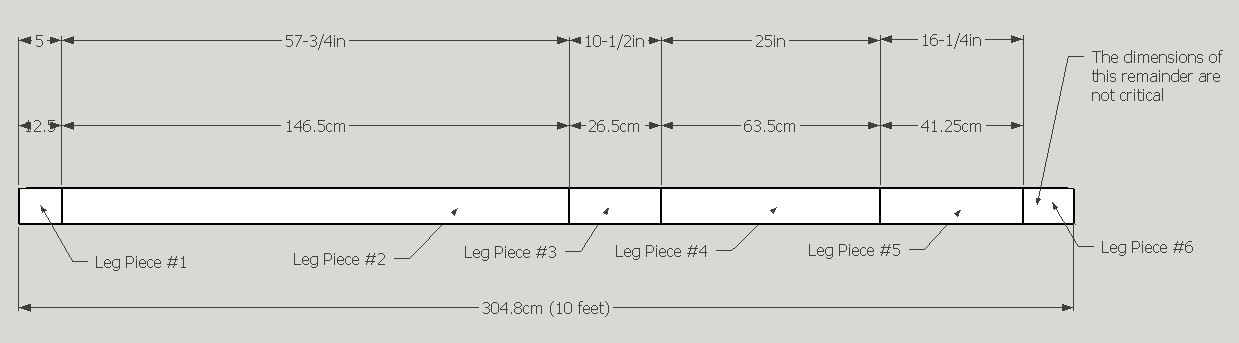 5
57-3/4in
10-1/2in
25in
16-1/4in
The dimensions of
this remainder are
not critical
12.5
146.5cm
26.5cm
63.5cm
41.25cm
Leg Piece #1
Leg Piece #2
Leg Piece #3
Leg Piece #4
Leg Piece #5
Leg Piece #6
304.8cm (10 feet)